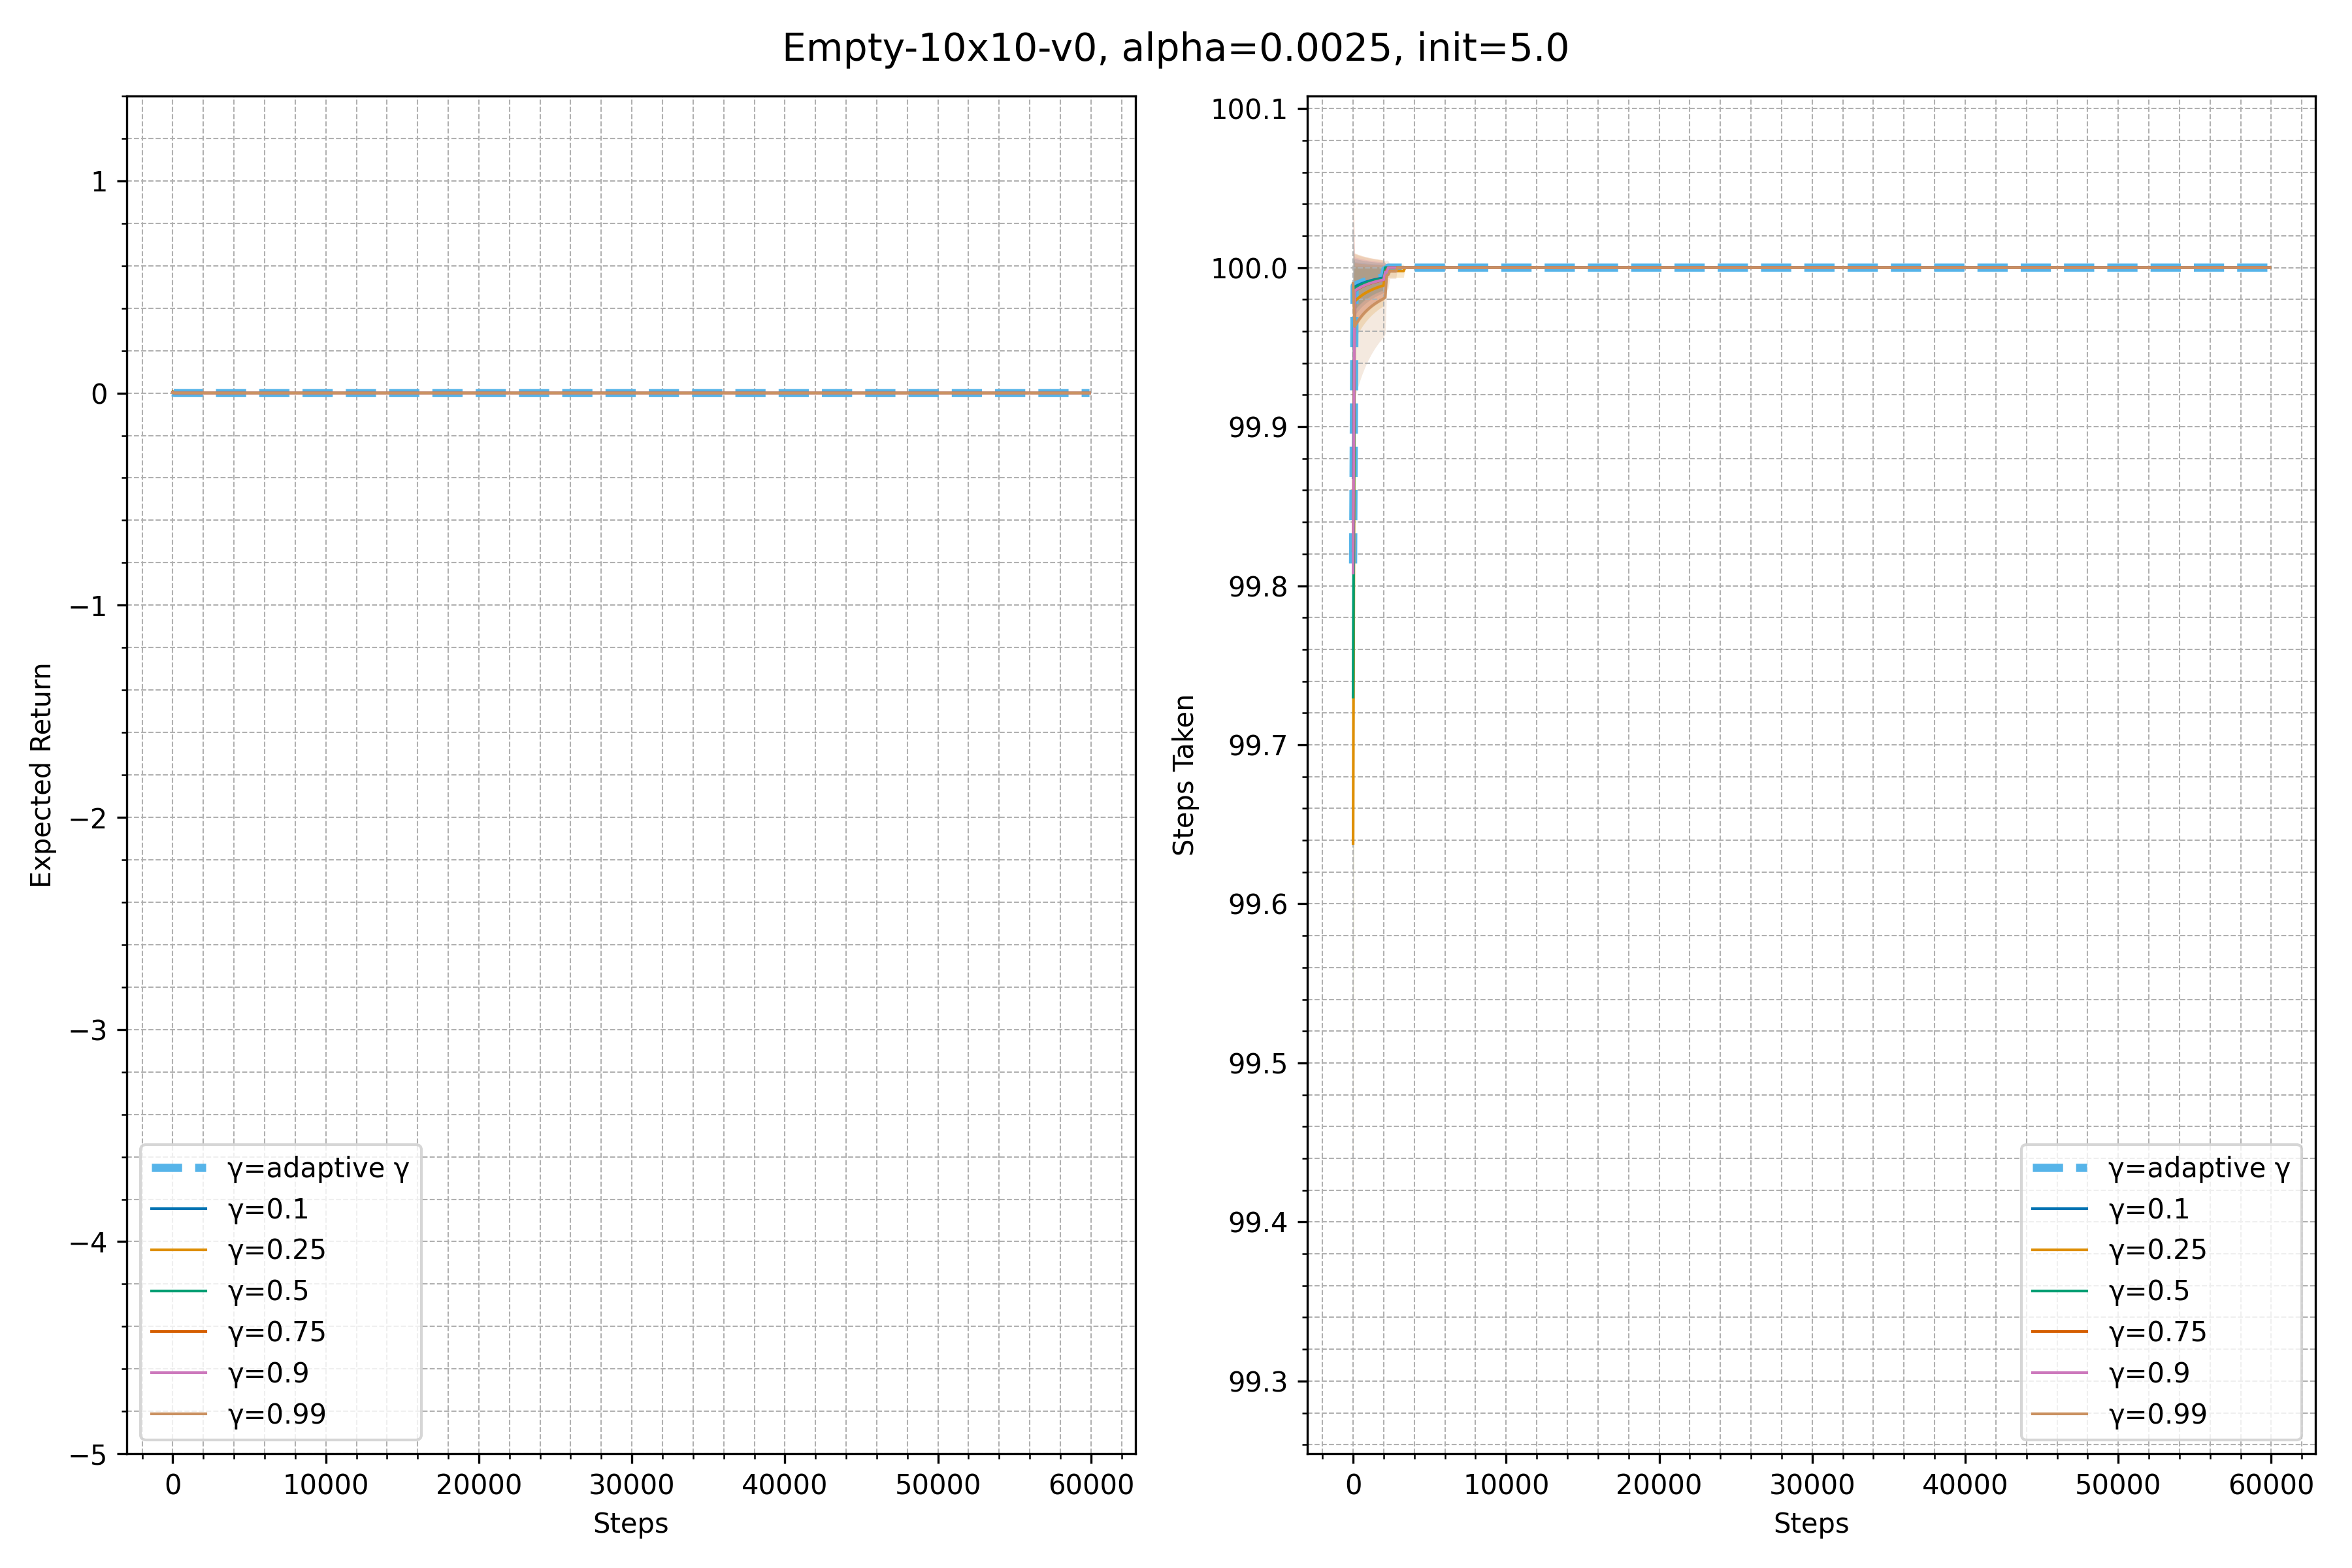 Empty-10x10-v0, alpha=0.0025, init=5.0
1
0
−1
−2
−3
−4
−5
Expected Return
0
10000
20000
30000
40000
50000
60000
Steps
γ=adaptive γ
γ=0.1
γ=0.25
γ=0.5
γ=0.75
γ=0.9
γ=0.99
100.1
100.0
99.9
99.8
99.7
99.6
99.5
99.4
99.3
Steps Taken
0
10000
20000
30000
40000
50000
60000
Steps
γ=adaptive γ
γ=0.1
γ=0.25
γ=0.5
γ=0.75
γ=0.9
γ=0.99